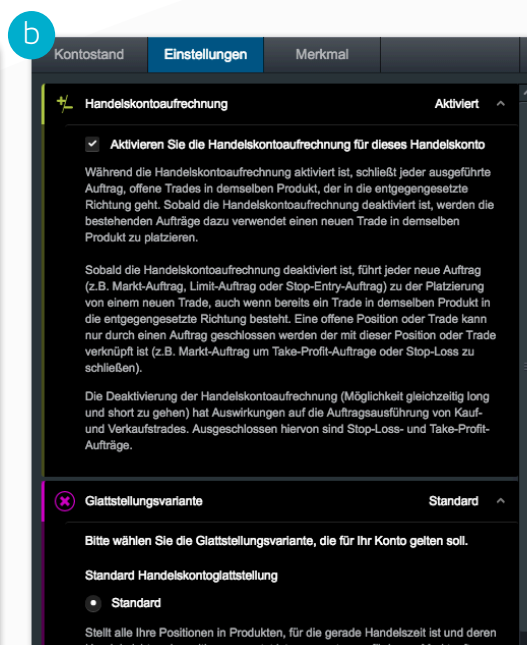 b
Kontostand Einstellungen Merkmal
Handelskontoaufrechnung Aktiviert
Aktivieren Sie die Handelskontoaufrechnung für dieses Handelskonto
Während die Handelskontoaufrechnung aktiviert ist, schließt jeder ausgeführte
Auftrag, offene Trades in demselben Produkt, der in die entgegengesetzte
Richtung geht. Sobald die Handelskontoaufrechnung deaktiviert ist, werden die
bestehenden Aufträge dazu verwendet einen neuen Trade in demselben
Produkt zu platzieren.
Sobald die Handelskontoaufrechnung deaktiviert ist, führt jeder neue Auftrag
(z.B. Markt-Auftrag, Limit-Auftrag oder Stop-Entry-Auftrag) zu der Platzierung
von einem neuen Trade, auch wenn bereits ein Trade in demselben Produkt in
die entgegengesetzte Richtung besteht. Eine offene Position oder Trade kann
nur durch einen Auftrag geschlossen werden der mit dieser Position oder Trade
verknüpft ist (z.B. Markt-Auftrag um Take-Profit-Auftrage oder Stop-Loss zu
schließen).
Die Deaktivierung der Handelskontoaufrechnung (Möglichkeit gleichzeitig long
und short zu gehen) hat Auswirkungen auf die Auftragsausführung von Kauf-
und Verkaufstrades. Ausgeschlossen hiervon sind Stop-Loss- und Take-Profit-
Aufträge.
Glattstellungsvariante Standard
Bitte wählen Sie die Glattstellungsvariante, die für Ihr Konto gelten soll.
Standard Handelskontoglattstellung
Standard
Stellt alle Ihre Positionen in Produkten, für die gerade Handelszeit ist und deren